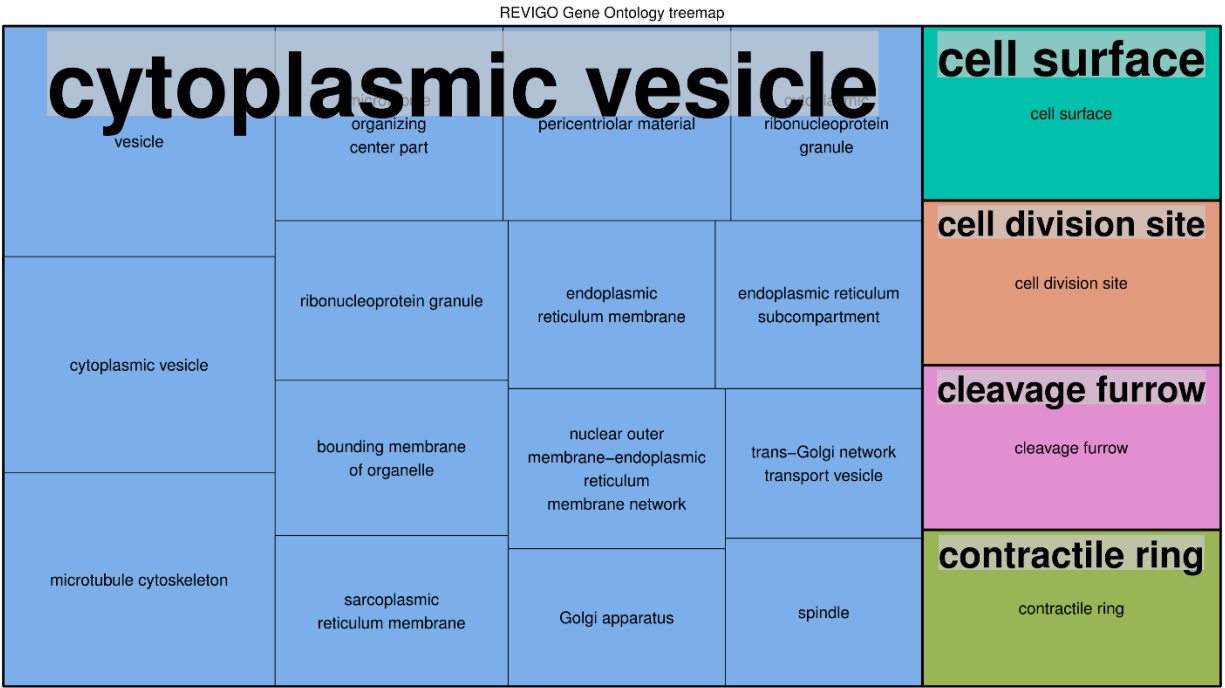 REVIGO Gene Ontology treemap
cytoplasmic vesicle
vesicle
microtubule
organizing
center part
pericentriolar material
cytoplasmic
ribonucleoprotein
granule
cell surface
cell surface
cell division site
cell division site
cytoplasmic vesicle
ribonucleoprotein granule
endoplasmic
reticulum membrane
endoplasmic reticulum
subcompartment
cleavage furrow
cleavage furrow
bounding membrane
of organelle
nuclear outer
membrane−endoplasmic
reticulum
membrane network
trans−Golgi network
transport vesicle
contractile ring
contractile ring
microtubule cytoskeleton
sarcoplasmic
reticulum membrane
Golgi apparatus
spindle